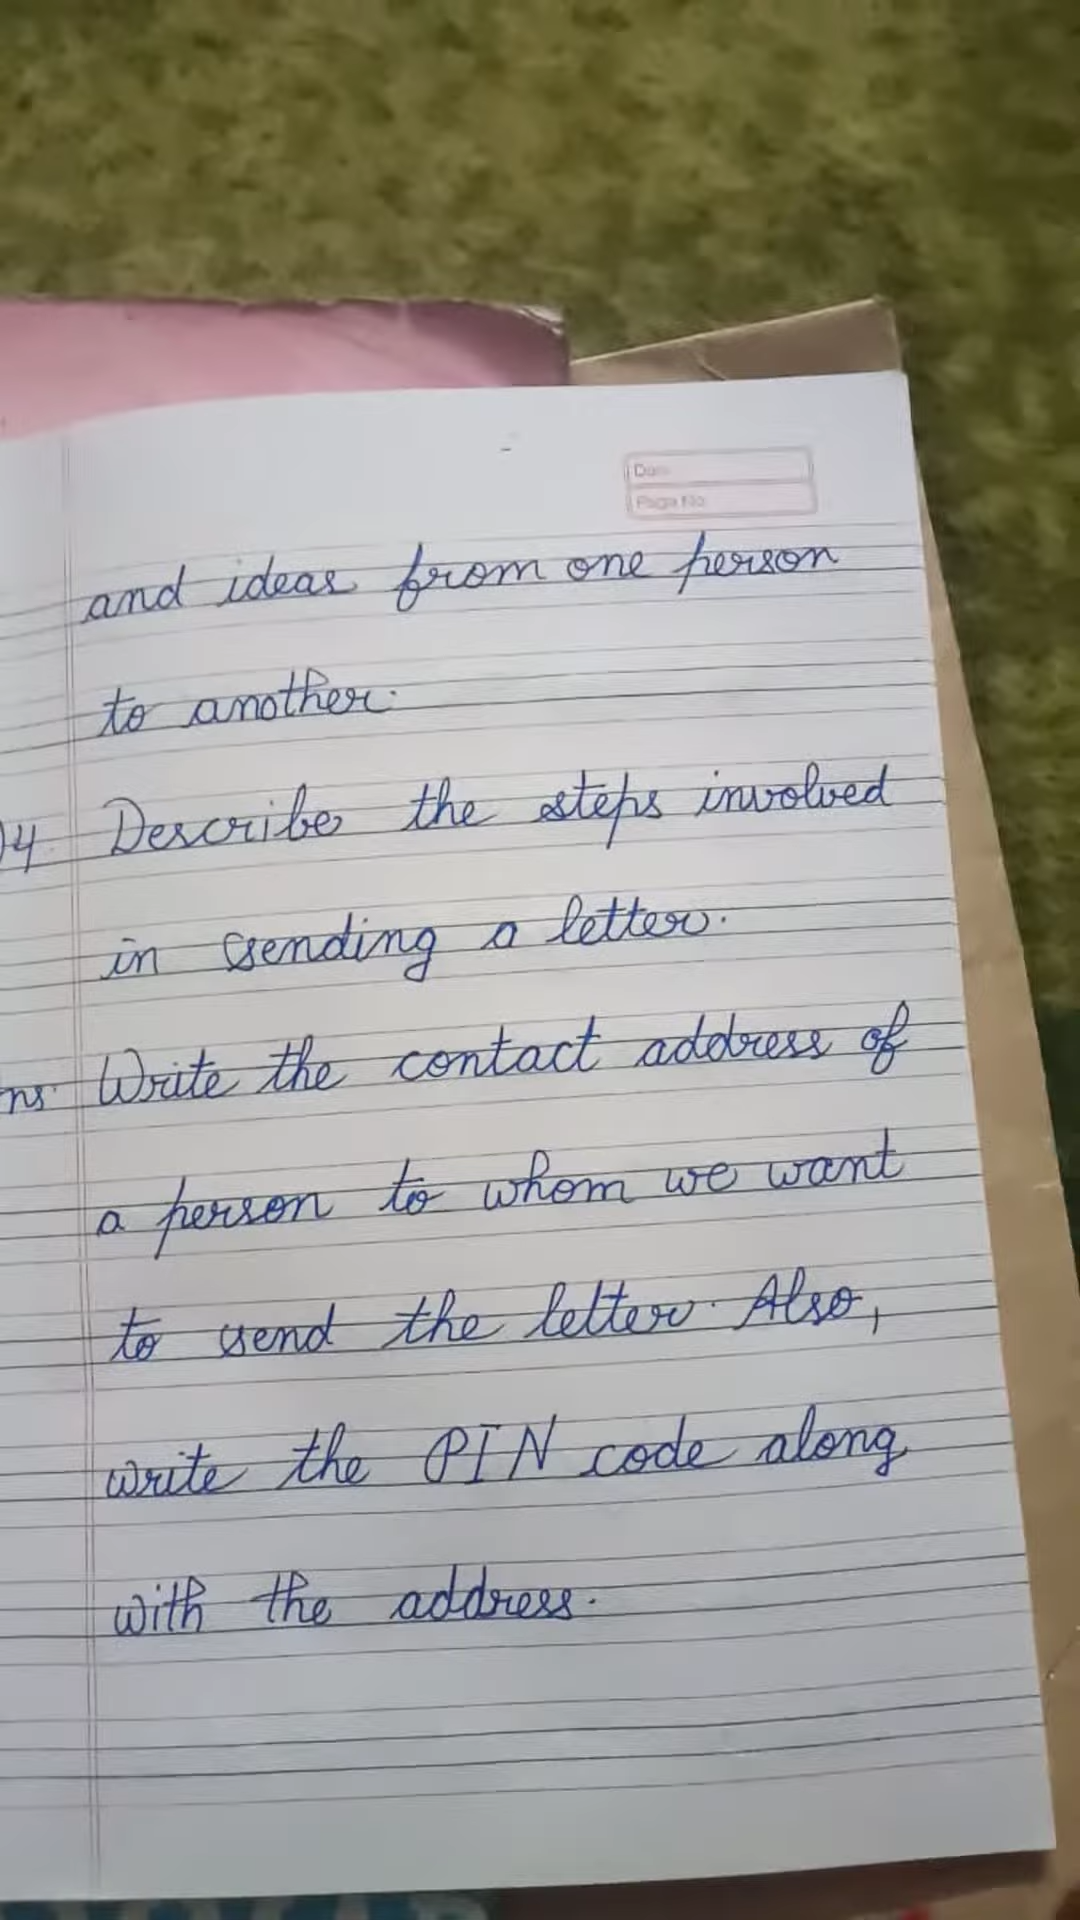 Date
Page No.
and ideas from one person
to another.
)4. Describe the steps involved
in sending a letter.
ns. Write the contact address of
a person to whom we want
to send the letter. Also,
write the PIN code along
with the address.